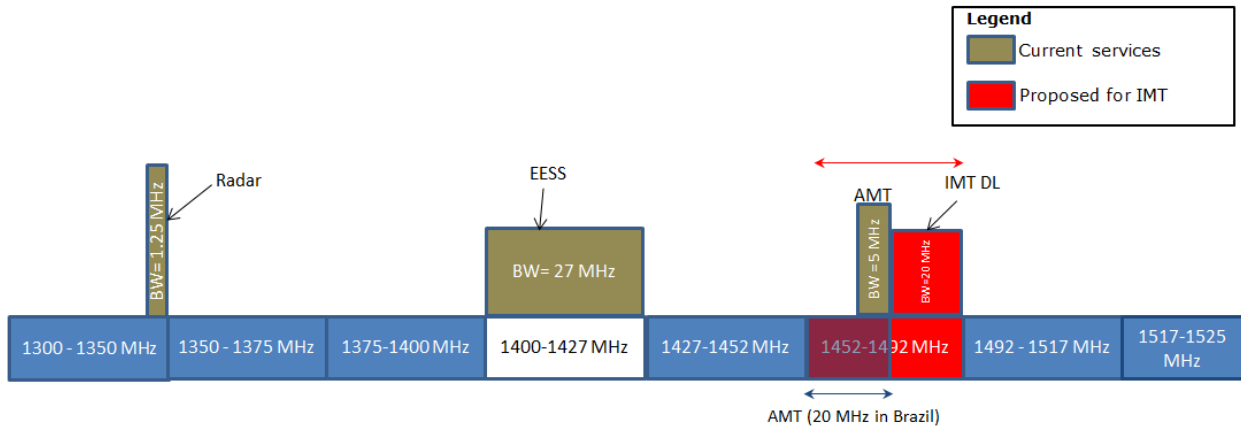 Legend
Current services
Proposed for IMT
Radar
EESS
AMT
IMT DL
BW= 1.25 MHz
BW= 27 MHz
BW = 5 MHz
BW=20 MHz
1300 - 1350 MHz
1350 - 1375 MHz
1375-1400 MHz
1400-1427 MHz
1427-1452 MHz
1452-1492 MHz
1492 - 1517 MHz
1517-1525
MHz
AMT (20 MHz in Brazil)